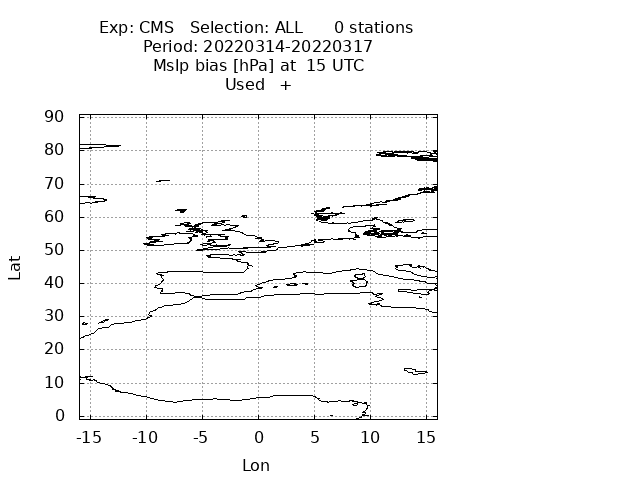 Exp: CMS   Selection: ALL      0 stations
Period: 20220314-20220317
Mslp bias [hPa] at  15 UTC
Used   +
90
80
70
60
50
40
30
20
10
0
Lat
-15 -10 -5 0 5 10 15
Lon